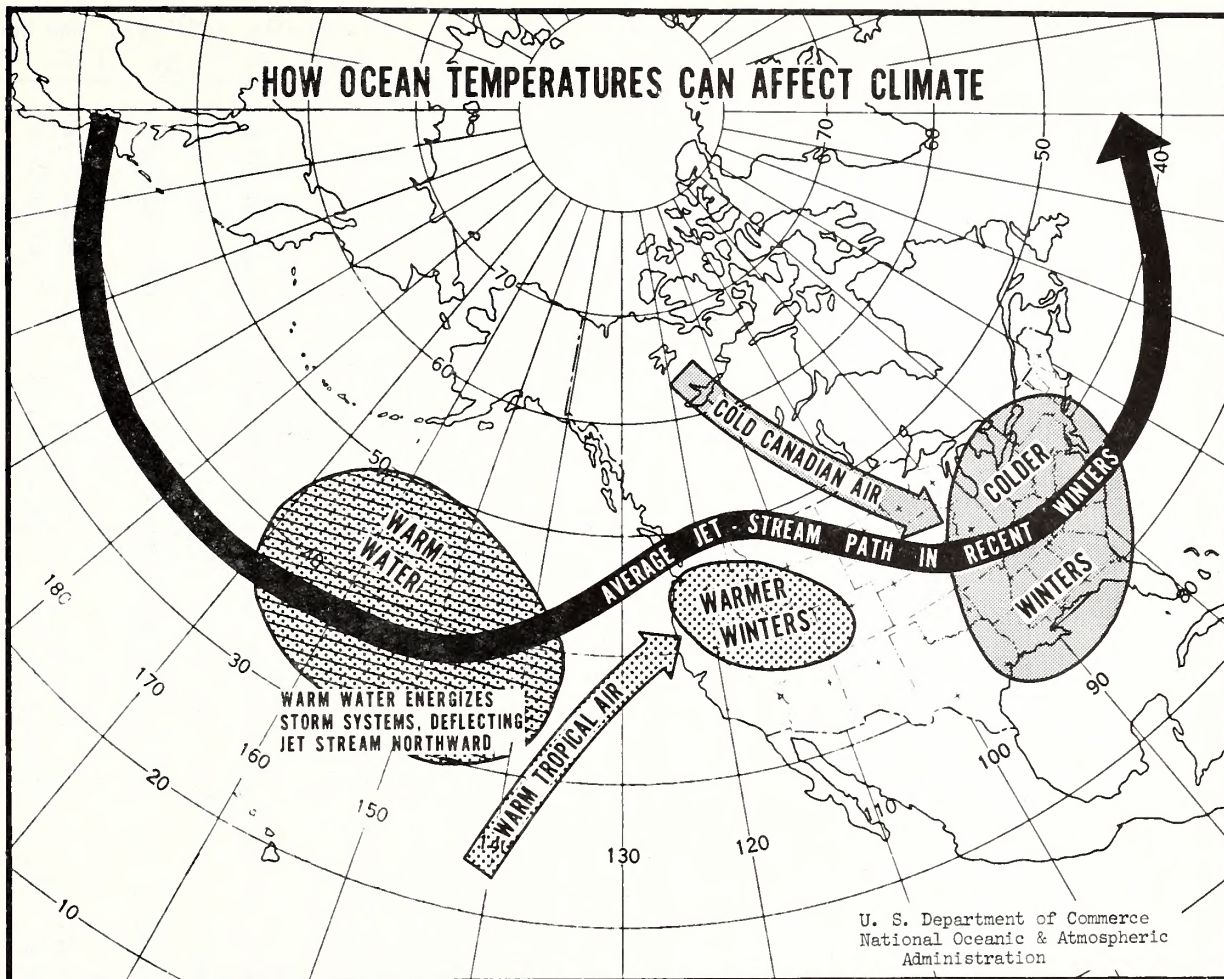 HOW OCEAN TEMPERATURES CAN AFFECT CLIMATE
70
60
50
40
70
60
50
COLD CANADIAN AIR
COLDER
WINTERS
WARM
WATER
40
AVERAGE JET-STREAM PATH IN RECENT WINTERS
WARMER
WINTERS
180
170
30
WARM WATER ENERGIZES
STORM SYSTEMS, DEFLECTING
JET STREAM NORTHWARD
WARM TROPICAL AIR
160
20
150
140
130
120
110
100
90
80
10
U. S. Department of Commerce
National Oceanic & Atmospheric
Administration